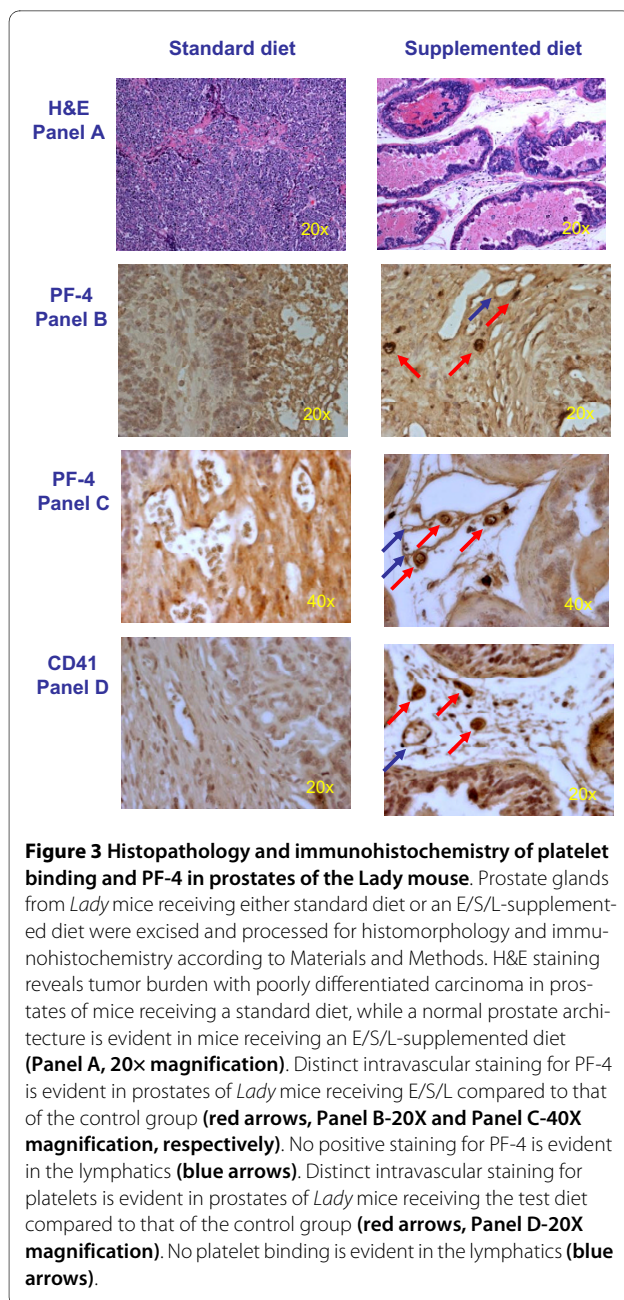 Standard diet Supplemented diet
H&E
Panel A
20x 20x
PF-4
Panel B
20x 20x
PF-4
Panel C
40x 40x
CD41
Panel D
20x 20x
Figure 3 Histopathology and immunohistochemistry of platelet
binding and PF-4 in prostates of the Lady mouse. Prostate glands
from Lady mice receiving either standard diet or an E/S/L-supplement-
ed diet were excised and processed for histomorphology and immu-
nohistochemistry according to Materials and Methods. H&E staining
reveals tumor burden with poorly differentiated carcinoma in pros-
tates of mice receiving a standard diet, while a normal prostate archi-
tecture is evident in mice receiving an E/S/L-supplemented diet
(Panel A, 20× magnification). Distinct intravascular staining for PF-4
is evident in prostates of Lady mice receiving E/S/L compared to that
of the control group (red arrows, Panel B-20X and Panel C-40X
magnification, respectively). No positive staining for PF-4 is evident
in the lymphatics (blue arrows). Distinct intravascular staining for
platelets is evident in prostates of Lady mice receiving the test diet
compared to that of the control group (red arrows, Panel D-20X
magnification). No platelet binding is evident in the lymphatics (blue
arrows).